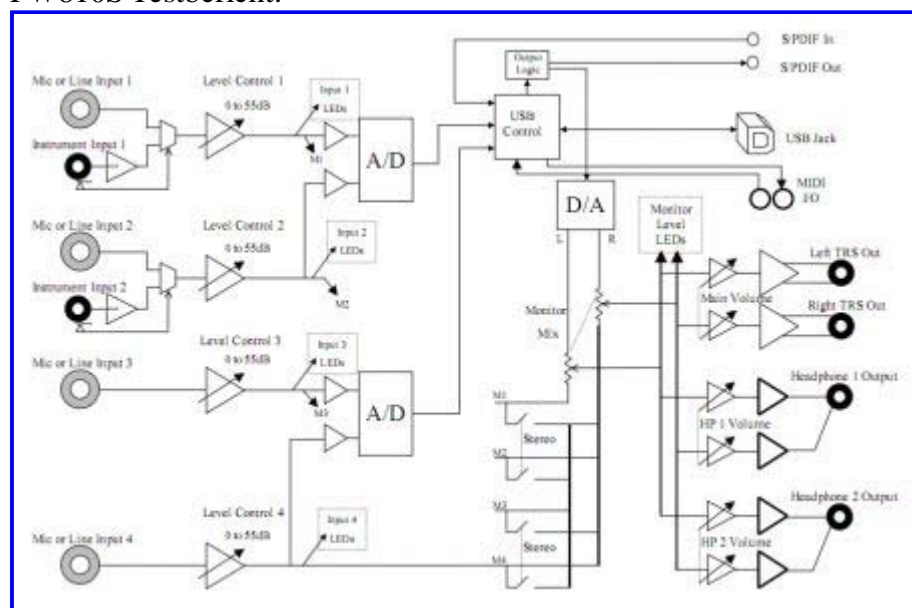 Mic or Line Input 1
Level Control 1
0 to 55dB
Input 1
LEDs
Instrument Input 1
M1
A/D
Mic or Line Input 2
Level Control 2
0 to 55dB
Input 2
LEDs
Instrument Input 2
M2
Mic or Line Input 3
Level Control 3
0 to 55dB
Input 3
LEDs
M3
A/D
Mic or Line Input 4
Level Control 4
0 to 55dB
Input 4
LEDs
S/PDIF In
Output
Logic
S/PDIF Out
USB
Control
D
USB Jack
MIDI
I/O
D/A
L
R
Monitor
Level
LEDs
Left TRS Out
Main Volume
Right TRS Out
Monitor
Mix
Headphone 1 Output
HP 1 Volume
M1
Stereo
M2
M3
Stereo
M4
Headphone 2 Output
HP 2 Volume